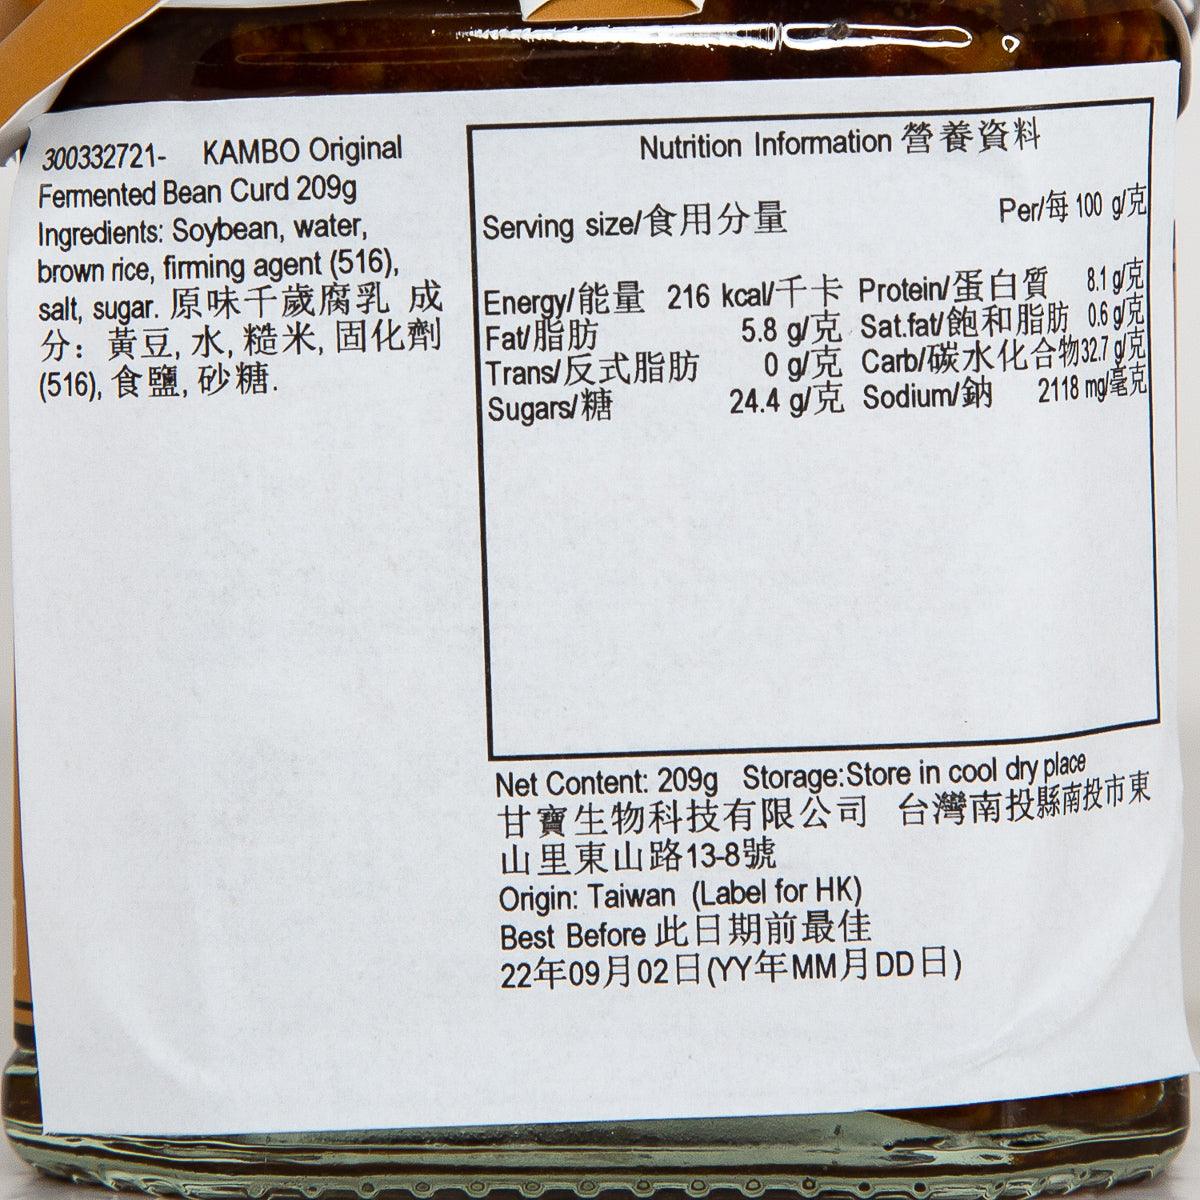 300332721- KAMBO Original
Fermented Bean Curd 209g
Ingredients: Soybean, water,
brown rice, firming agent (516),
salt, sugar. 原味千歲腐乳 成
分：黃豆, 水, 糙米, 固化劑
(516), 食鹽, 砂糖.
Nutrition Information 營養資料
Serving size/食用分量 Per/每 100 g/克
Energy/能量 216 kcal/千卡 Protein/蛋白質 8.1 g/克
Fat/脂肪 5.8 g/克 Sat.fat/飽和脂肪 0.6 g/克
Trans/反式脂肪 0 g/克 Carb/碳水化合物 32.7 g/克
Sugars/糖 24.4 g/克 Sodium/鈉 2118 mg/毫克
Net Content: 209g Storage:Store in cool dry place
甘寶生物科技有限公司 台灣南投縣南投市東
山里東山路13-8號
Origin: Taiwan (Label for HK)
Best Before 此日期前最佳
22年09月02日(YY年MM月DD日)